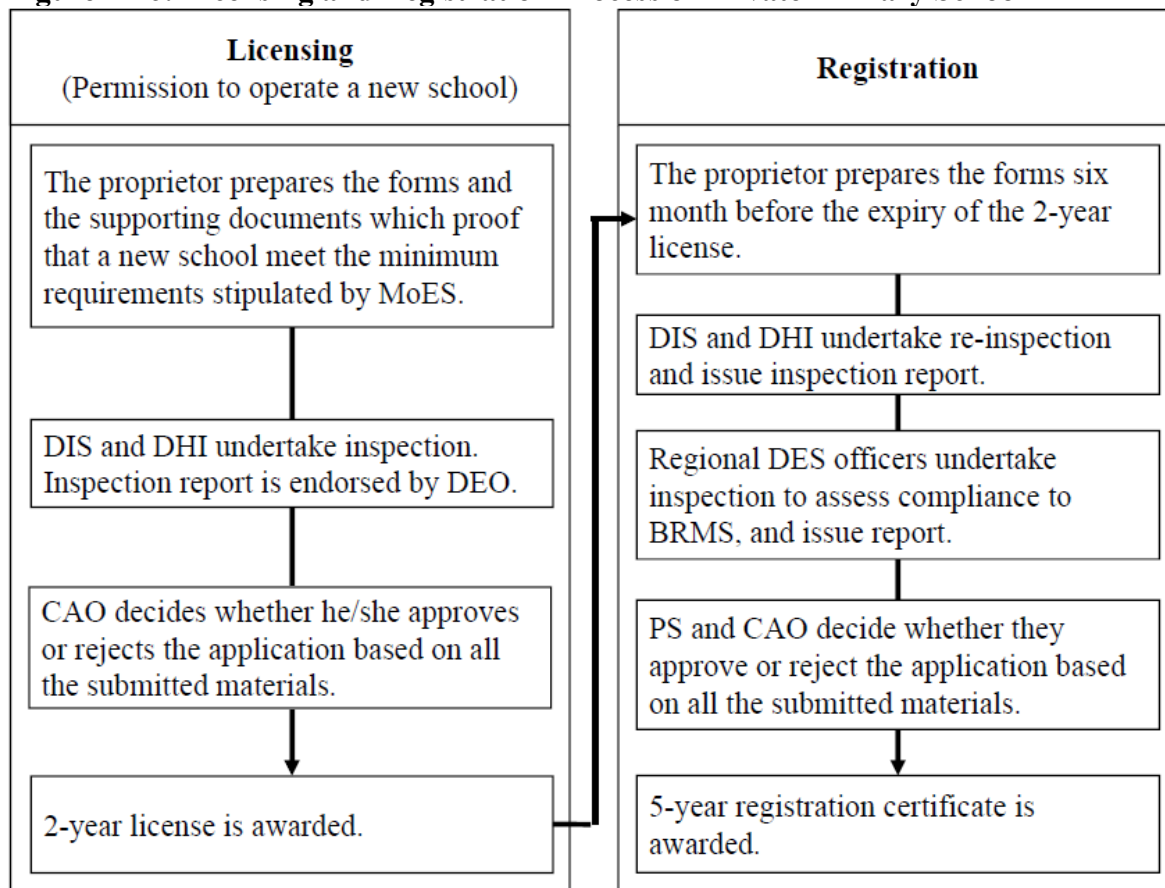 Licensing
(Permission to operate a new school)
The proprietor prepares the forms and
the supporting documents which proof
that a new school meet the minimum
requirements stipulated by MoES.
DIS and DHI undertake inspection.
Inspection report is endorsed by DEO.
CAO decides whether he/she approves
or rejects the application based on all
the submitted materials.
2-year license is awarded.
Registration
The proprietor prepares the forms six
month before the expiry of the 2-year
license.
DIS and DHI undertake re-inspection
and issue inspection report.
Regional DES officers undertake
inspection to assess compliance to
BRMS, and issue report.
PS and CAO decide whether they
approve or reject the application based
on all the submitted materials.
5-year registration certificate is
awarded.